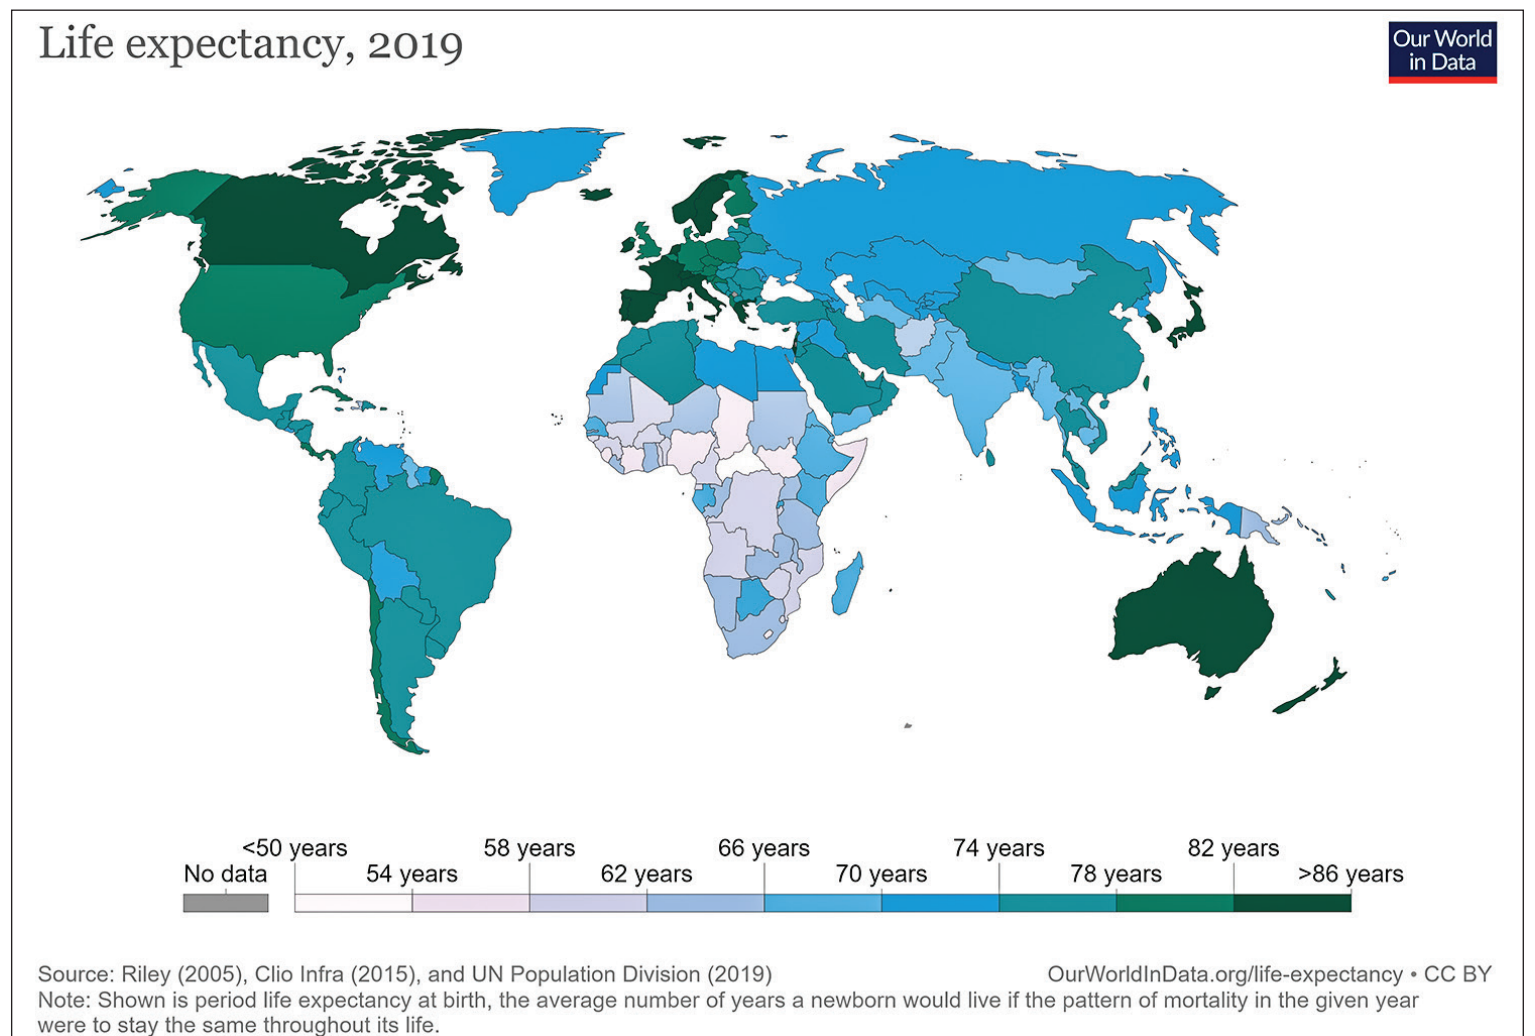 Life expectancy, 2019
Our World
in Data
<50 years 58 years 66 years 74 years 82 years
No data 54 years 62 years 70 years 78 years >86 years
Source: Riley (2005), Clio Infra (2015), and UN Population Division (2019) OurWorldInData.org/life-expectancy • CC BY
Note: Shown is period life expectancy at birth, the average number of years a newborn would live if the pattern of mortality in the given year
were to stay the same throughout its life.